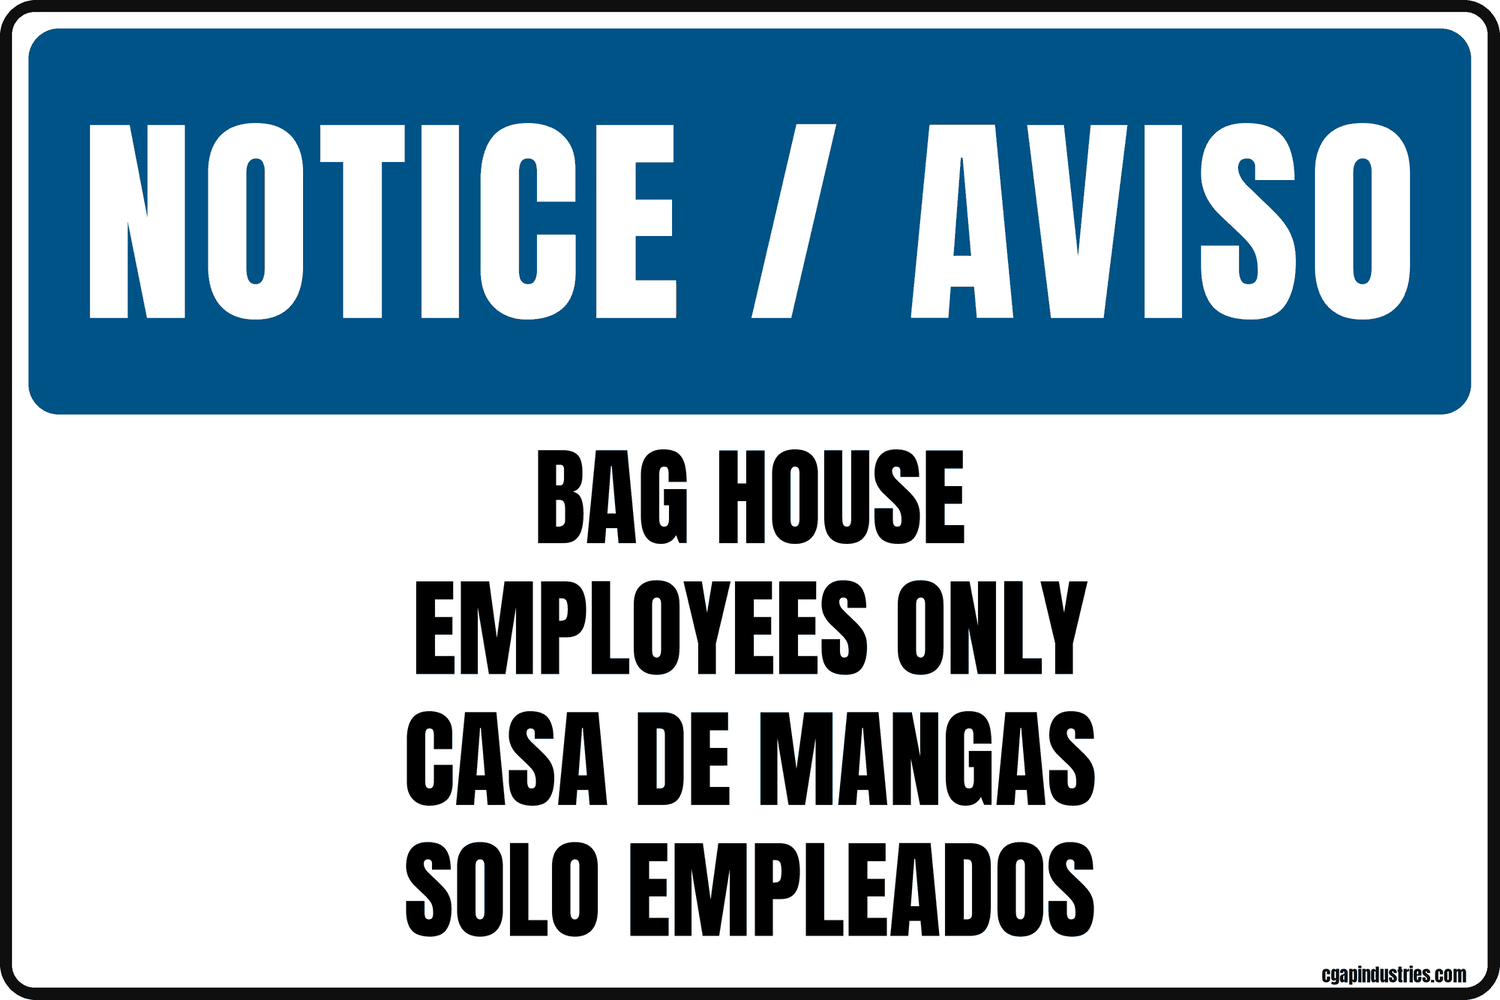 NOTICE / AVISO
BAG HOUSE
EMPLOYEES ONLY
CASA DE MANGAS
SOLO EMPLEADOS
cgapindustries.com